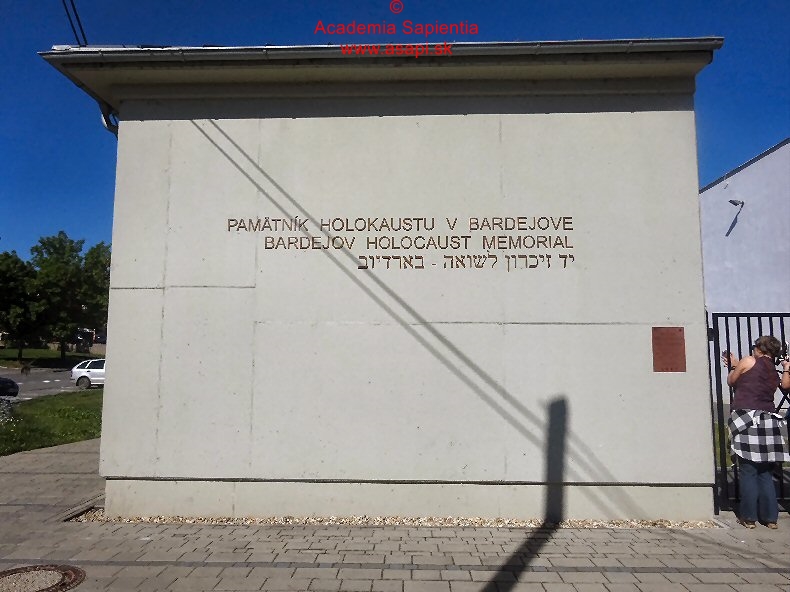 ©
Academia Sapientia
www.asapi.sk
PAMÄTNÍK HOLOKAUSTU V BARDEJOVE
BARDEJOV HOLOCAUST MEMORIAL
יד זיכרון לשואה - בארדיוב